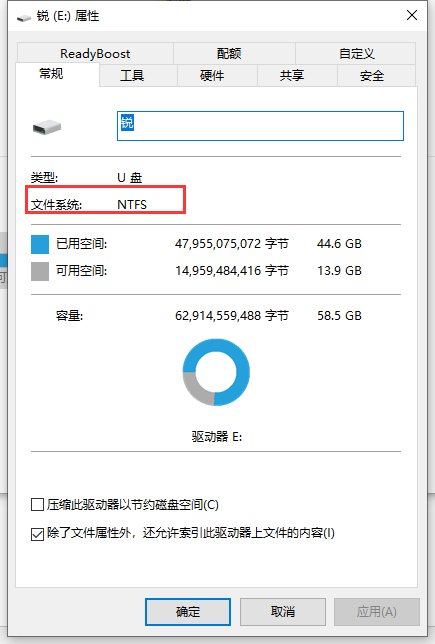 锐 (E:) 属性
ReadyBoost 配额 自定义
常规 工具 硬件 共享 安全
锐
类型: U 盘
文件系统: NTFS
已用空间: 47,955,075,072 字节 44.6 GB
可用空间: 14,959,484,416 字节 13.9 GB
容量: 62,914,559,488 字节 58.5 GB
驱动器 E:
压缩此驱动器以节约磁盘空间(C)
除了文件属性外，还允许索引此驱动器上文件的内容(I)
确定 取消 应用(A)